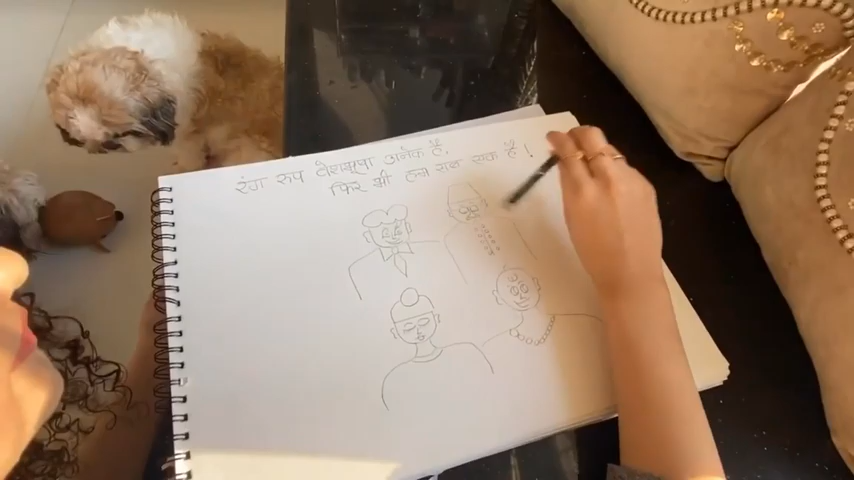 रंग रूप वेशभूषा अनेक है.
फिर भी हम सब एक है !